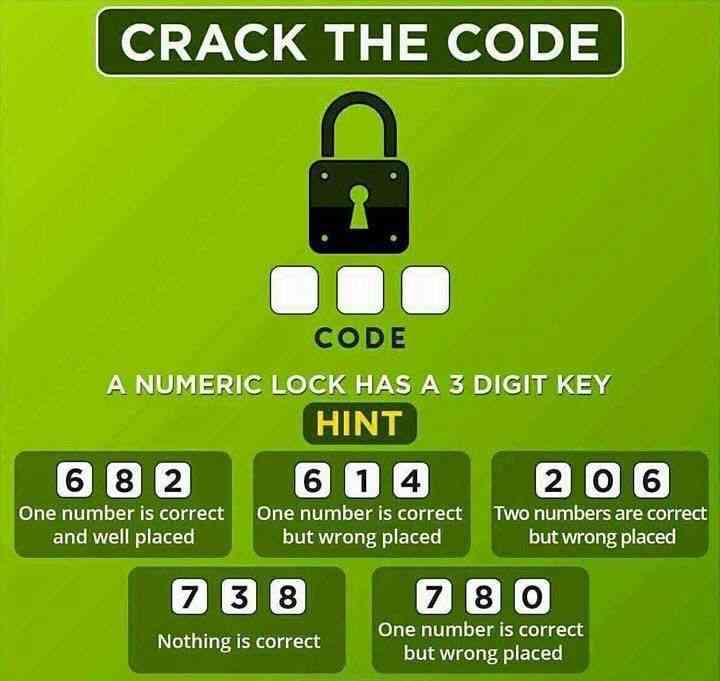 CRACK THE CODE
CODE
A NUMERIC LOCK HAS A 3 DIGIT KEY
HINT
6 8 2
One number is correct
and well placed
6 1 4
One number is correct
but wrong placed
2 0 6
Two numbers are correct
but wrong placed
7 3 8
Nothing is correct
7 8 0
One number is correct
but wrong placed